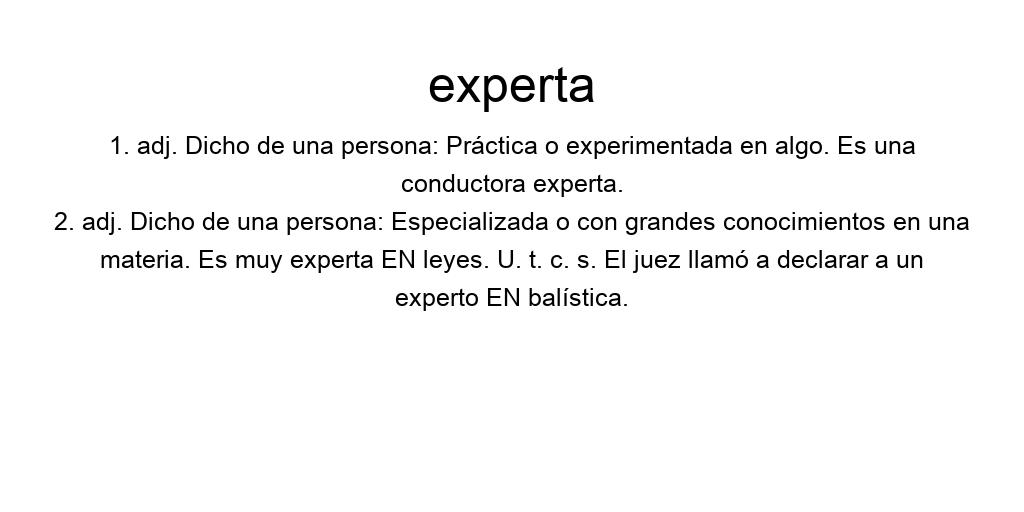 experta
1. adj. Dicho de una persona: Práctica o experimentada en algo. Es una
conductora experta.
2. adj. Dicho de una persona: Especializada o con grandes conocimientos en una
materia. Es muy experta EN leyes. U. t. c. s. El juez llamó a declarar a un
experto EN balística.